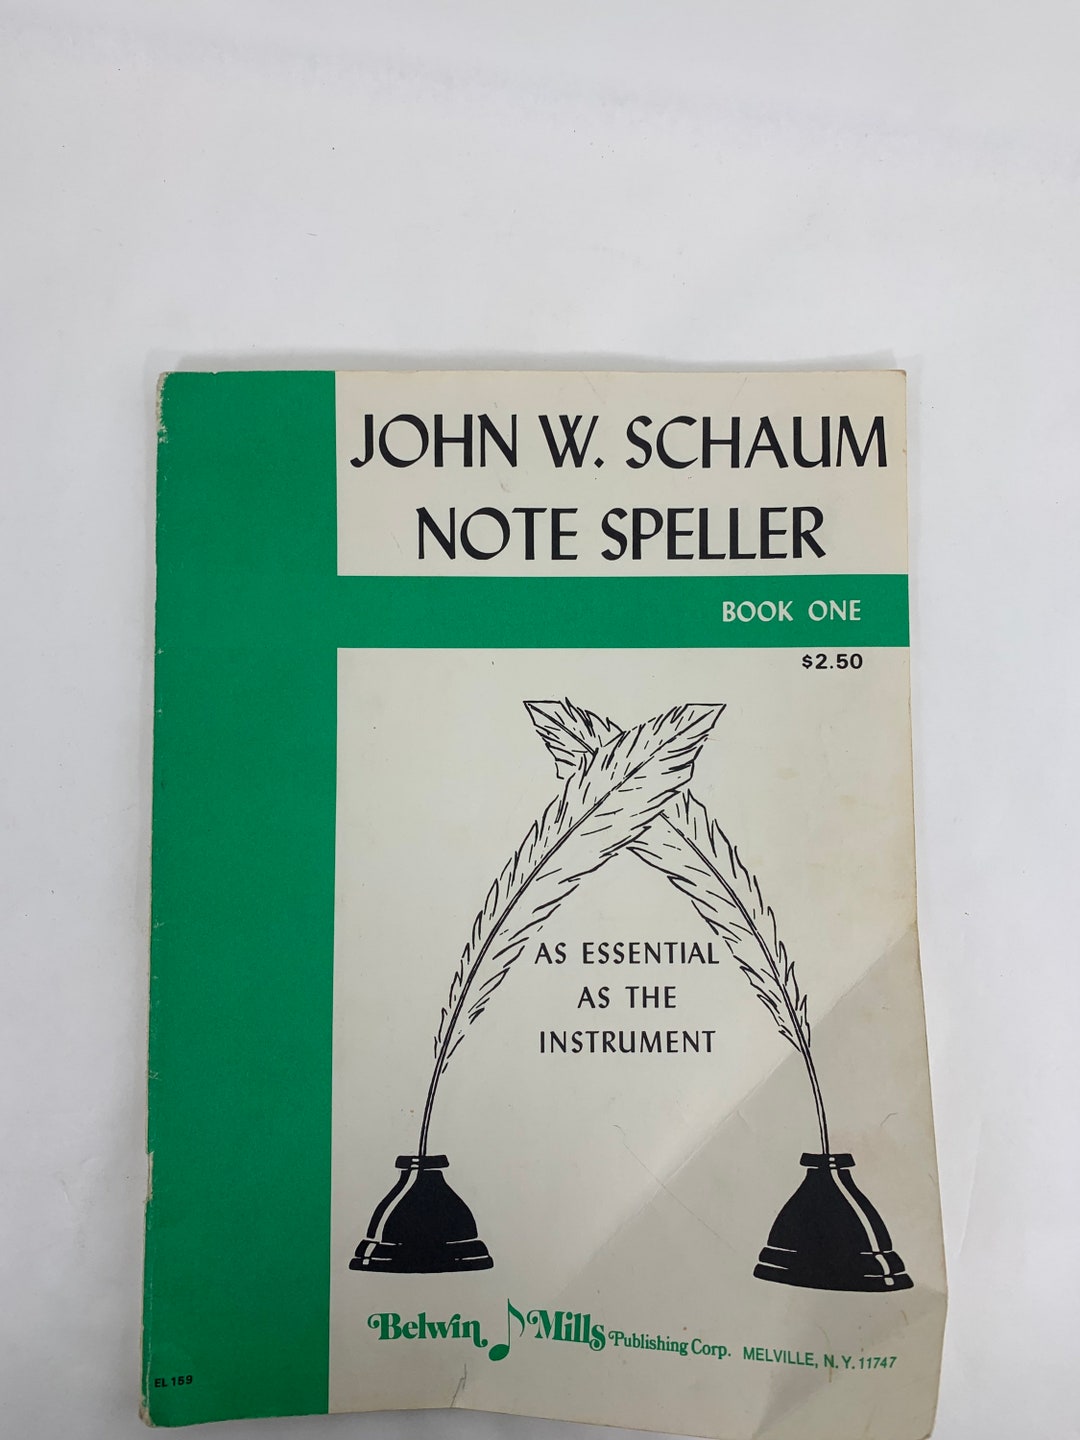 JOHN W. SCHAUM
NOTE SPELLER
BOOK ONE
$2.50
AS ESSENTIAL
AS THE
INSTRUMENT
Belwin Mills Publishing Corp. MELVILLE, N.Y. 11747
EL 159